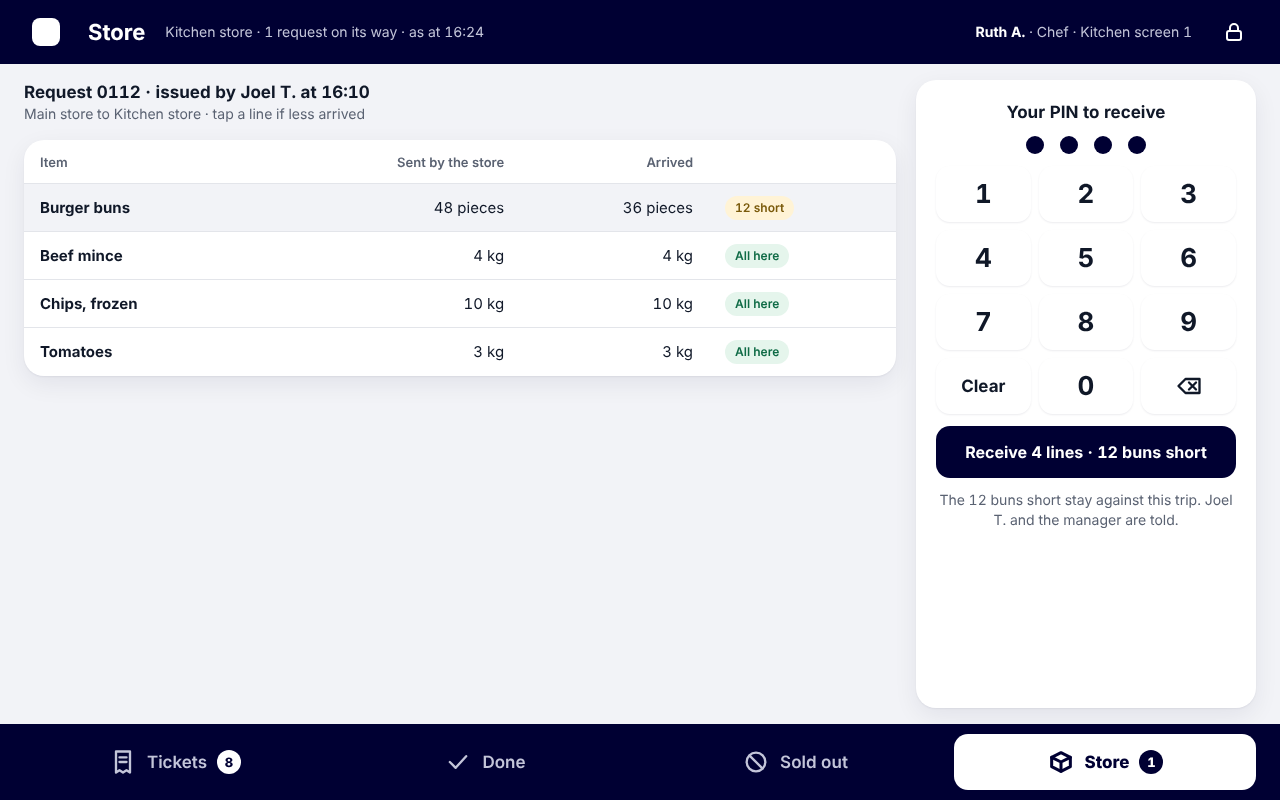 Store
Kitchen store · 1 request on its way · as at 16:24
Ruth A. · Chef · Kitchen screen 1
Request 0112 · issued by Joel T. at 16:10
Main store to Kitchen store · tap a line if less arrived
Item Sent by the store Arrived
Burger buns 48 pieces 36 pieces 12 short
Beef mince 4 kg 4 kg All here
Chips, frozen 10 kg 10 kg All here
Tomatoes 3 kg 3 kg All here
Your PIN to receive
1 2 3
4 5 6
7 8 9
Clear 0
Receive 4 lines · 12 buns short
The 12 buns short stay against this trip. Joel
T. and the manager are told.
Tickets 8 Done Sold out Store 1